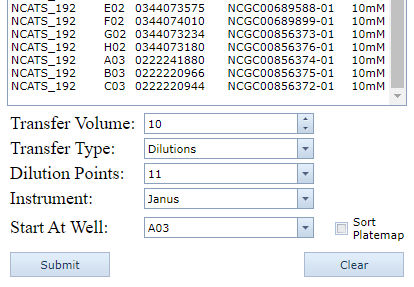 NCATS_192 E02 0344073575 NCGC00689588-01 10mM
NCATS_192 F02 0344074010 NCGC00689899-01 10mM
NCATS_192 G02 0344073234 NCGC00856373-01 10mM
NCATS_192 H02 0344073180 NCGC00856376-01 10mM
NCATS_192 A03 0222241880 NCGC00856374-01 10mM
NCATS_192 B03 0222220966 NCGC00856375-01 10mM
NCATS_192 C03 0222220944 NCGC00856372-01 10mM
Transfer Volume: 10
Transfer Type: Dilutions
Dilution Points: 11
Instrument: Janus
Start At Well: A03 Sort
Platemap
Submit Clear